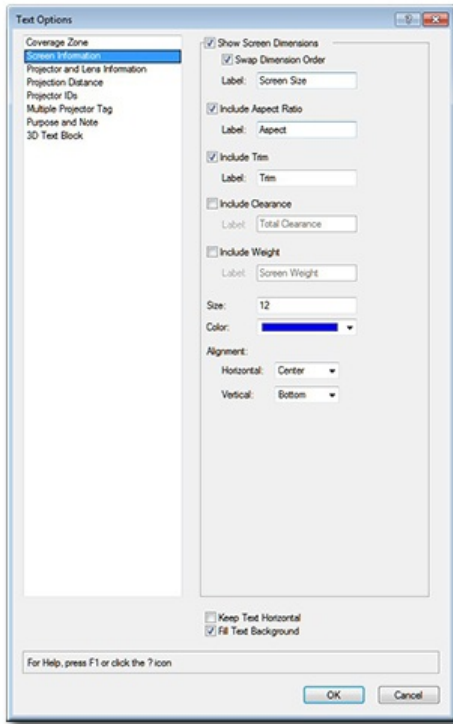 Text Options
Coverage Zone
Screen Information
Projector and Lens Information
Projection Distance
Projector IDs
Multiple Projector Tag
Purpose and Note
3D Text Block
Show Screen Dimensions
Swap Dimension Order
Label: Screen Size
Include Aspect Ratio
Label: Aspect
Include Trim
Label: Trim
Include Clearance
Label: Total Clearance
Include Weight
Label: Screen Weight
Size: 12
Color:
Alignment:
Horizontal: Center
Vertical: Bottom
Keep Text Horizontal
Fill Text Background
For Help, press F1 or click the ? icon
OK Cancel